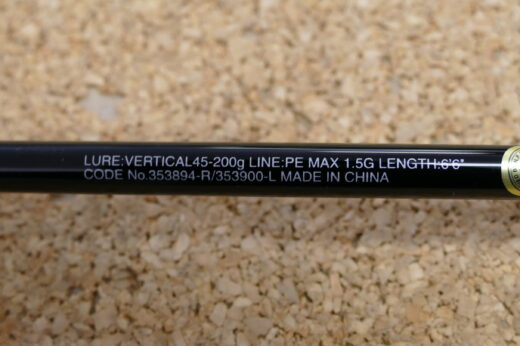 LURE:VERTICAL45-200g LINE:PE MAX 1.5G LENGTH:6'6"
CODE No.353894-R/353900-L MADE IN CHINA